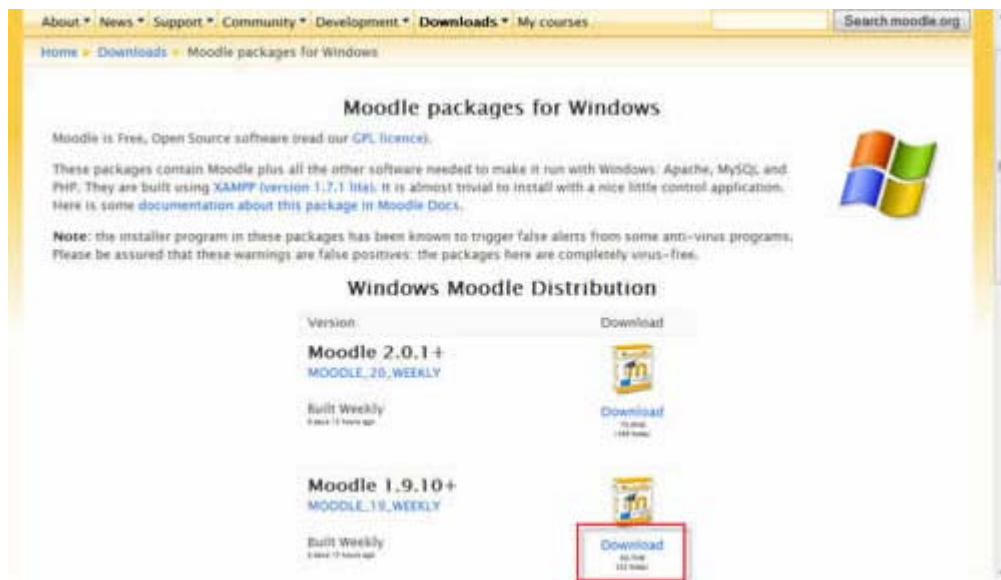 About News Support Community Development Downloads My courses Search moodle.org
Home Downloads Moodle packages for Windows
Moodle packages for Windows
Moodle is Free, Open Source software (read our GPL licence).
These packages contain Moodle plus all the other software needed to make it run with Windows: Apache, MySQL and
PHP. They are built using XAMPP (version 1.7.1 lite). It is almost trivial to install with a nice little control application.
Here is some documentation about this package in Moodle Docs.
Note: the installer program in these packages has been known to trigger false alerts from some anti-virus programs.
Please be assured that these warnings are false positives: the packages here are completely virus-free.
Windows Moodle Distribution
Version Download
Moodle 2.0.1+
MOODLE_20_WEEKLY
Built Weekly Download
Moodle 1.9.10+
MOODLE_19_WEEKLY
Built Weekly Download